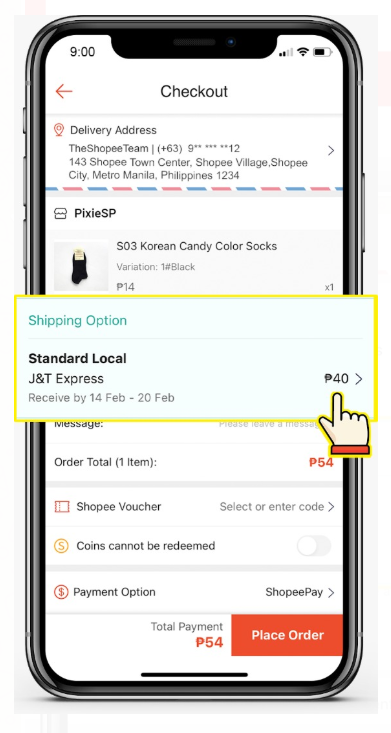 9:00
Checkout
Delivery Address
TheShopeeTeam | (+63) 9** *** **12
143 Shopee Town Center, Shopee Village,Shopee
City, Metro Manila, Philippines 1234
PixieSP
S03 Korean Candy Color Socks
Variation: 1#Black
₱14 x1
Shipping Option
Standard Local
J&T Express ₱40
Receive by 14 Feb - 20 Feb
Message: Please leave a messa
Order Total (1 Item): ₱54
Shopee Voucher Select or enter code
Coins cannot be redeemed
Payment Option ShopeePay
Total Payment
₱54
Place Order